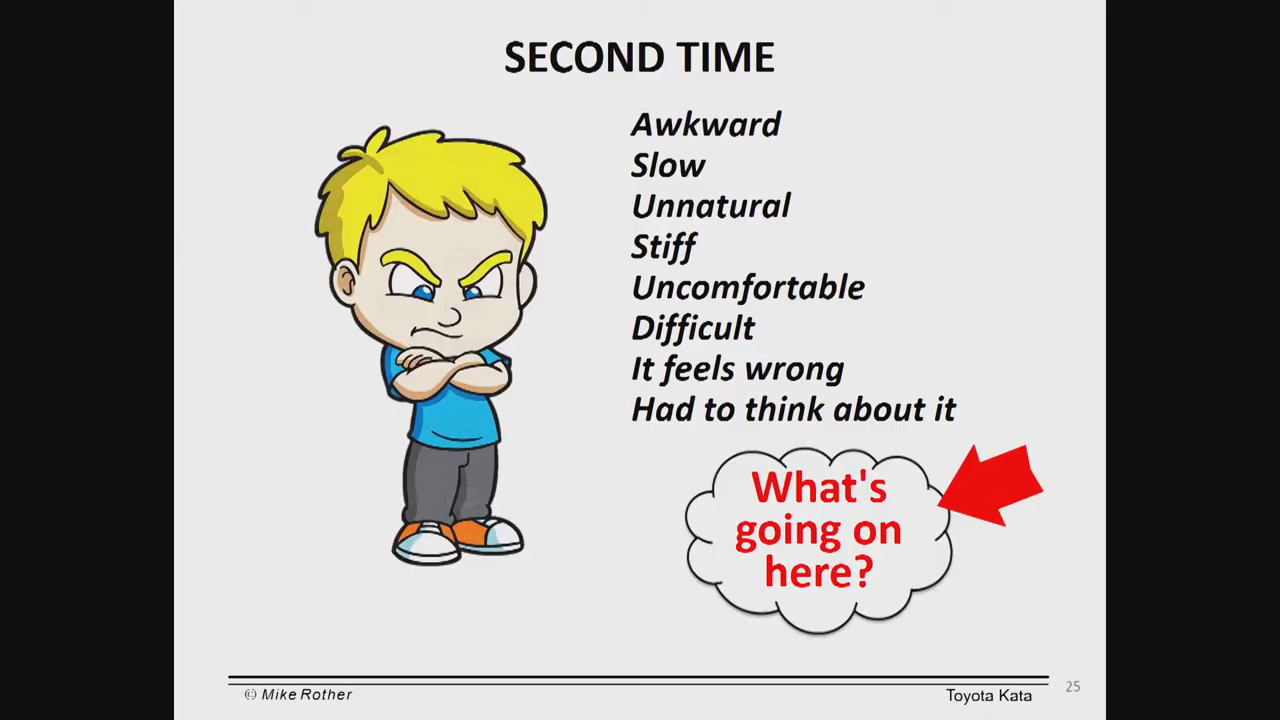 SECOND TIME
Awkward
Slow
Unnatural
Stiff
Uncomfortable
Difficult
It feels wrong
Had to think about it
What's
going on
here?
© Mike Rother
Toyota Kata
25